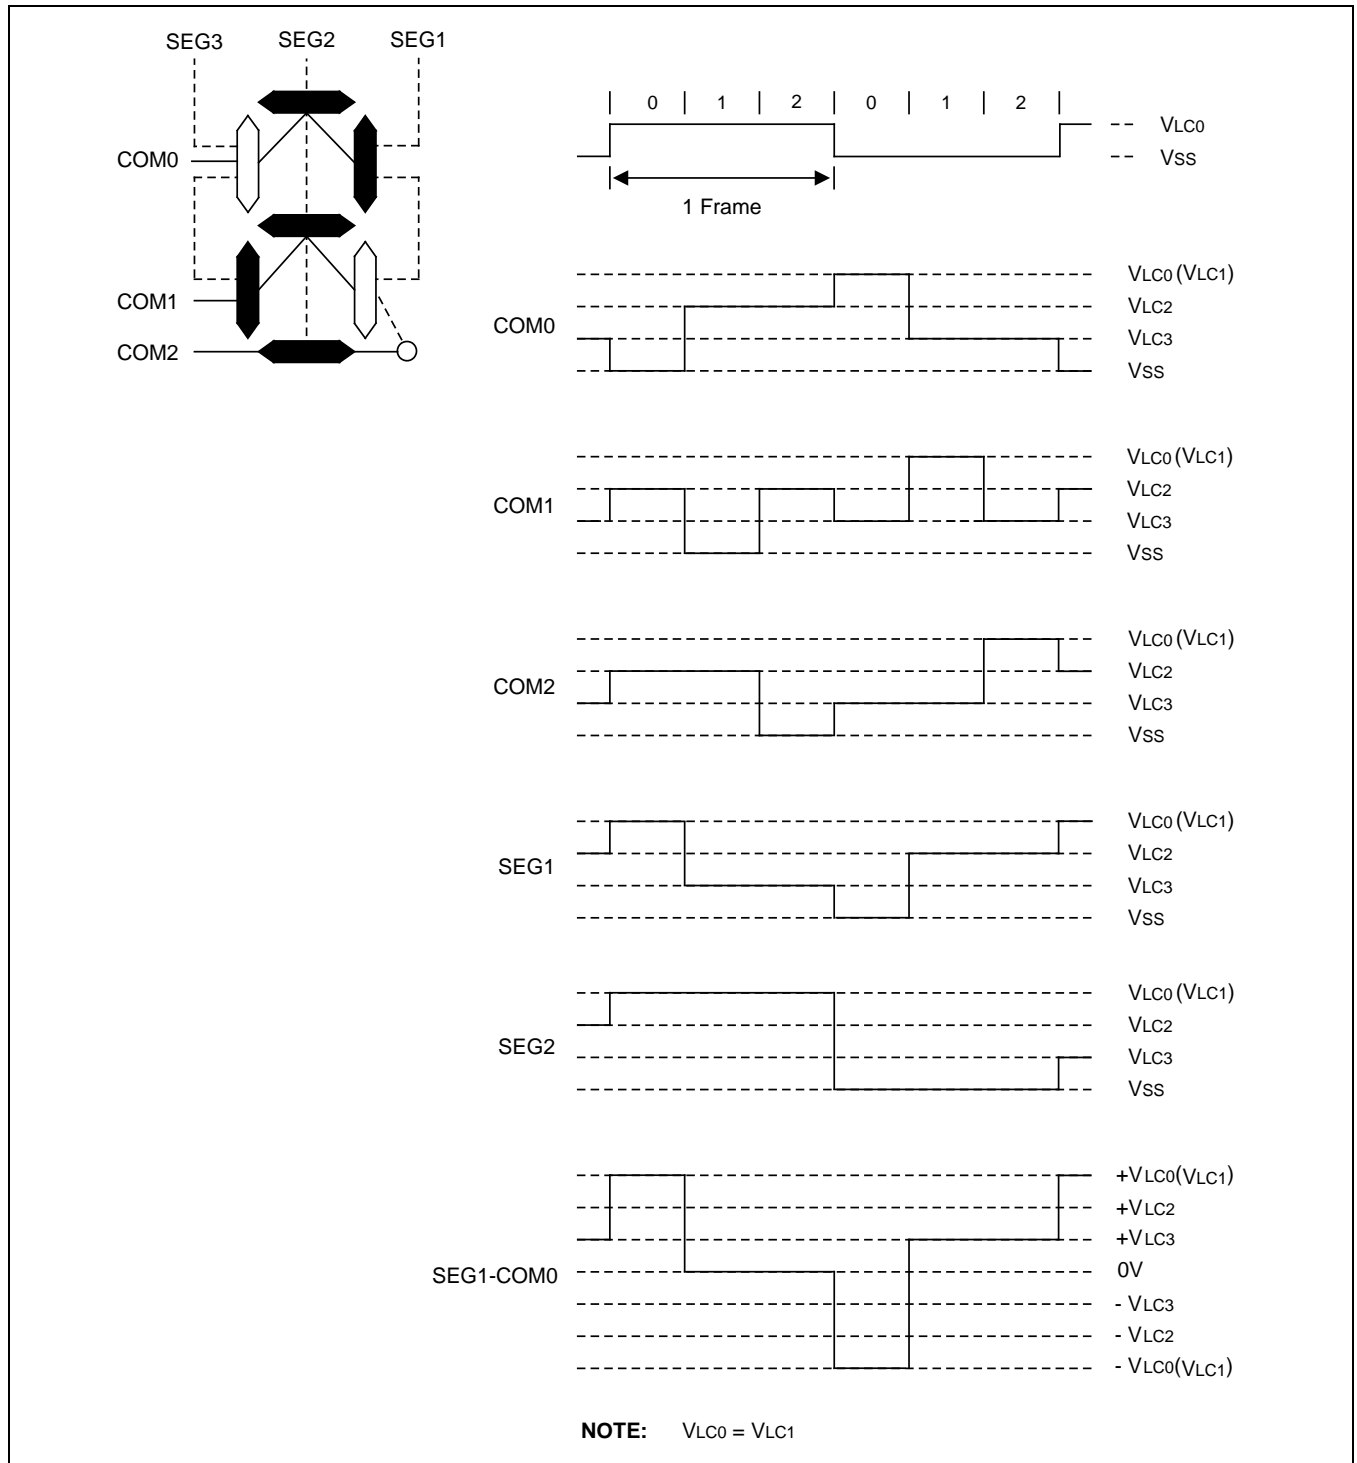 SEG3 SEG2 SEG1
COM0
COM1
COM2
0 1 2 0 1 2
VLC0
VSS
1 Frame
COM0
VLC0 (VLC1)
VLC2
VLC3
VSS
COM1
VLC0 (VLC1)
VLC2
VLC3
VSS
COM2
VLC0 (VLC1)
VLC2
VLC3
VSS
SEG1
VLC0 (VLC1)
VLC2
VLC3
VSS
SEG2
VLC0 (VLC1)
VLC2
VLC3
VSS
SEG1-COM0
+VLC0(VLC1)
+VLC2
+VLC3
0V
- VLC3
- VLC2
- VLC0(VLC1)
NOTE: VLC0 = VLC1